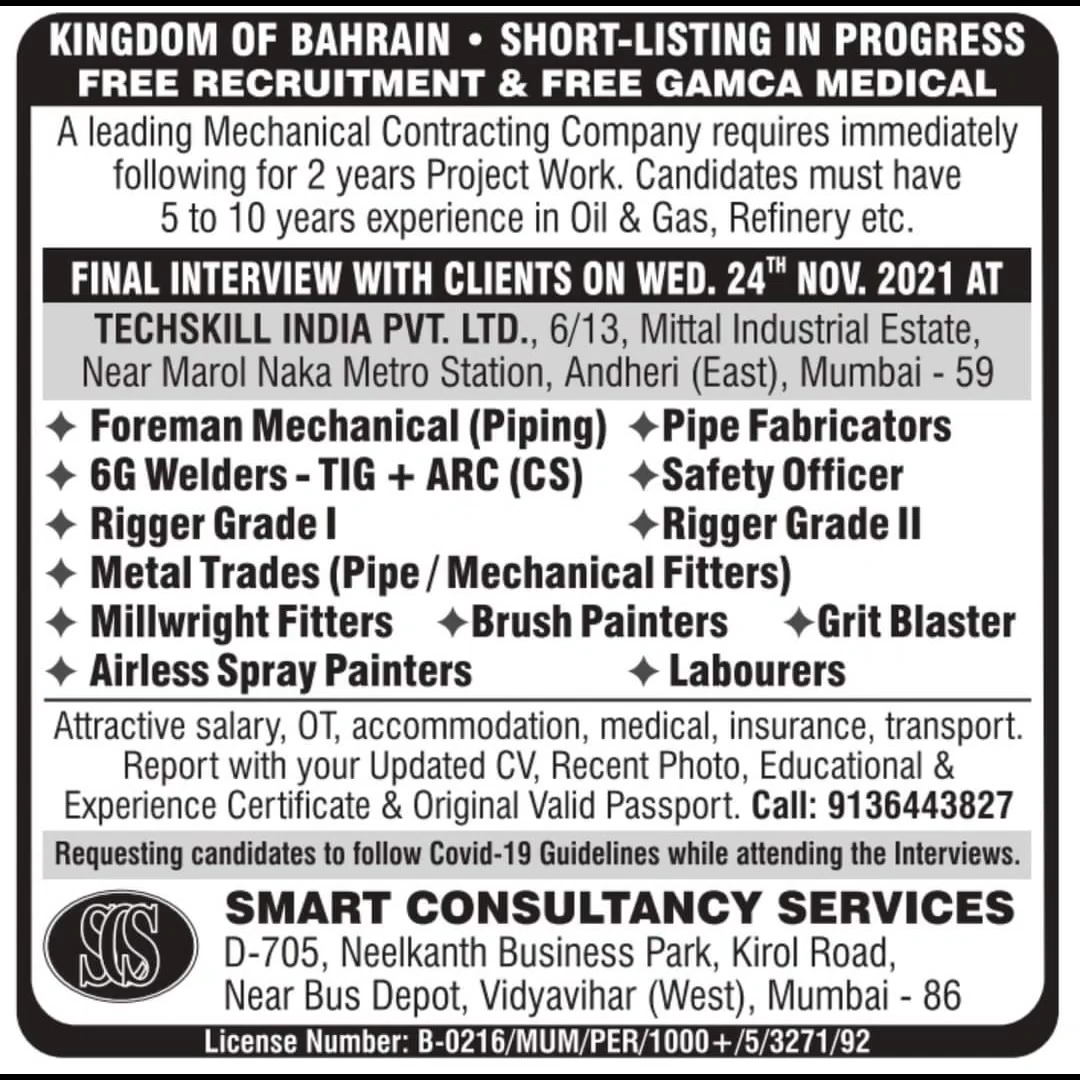 KINGDOM OF BAHRAIN • SHORT-LISTING IN PROGRESS
FREE RECRUITMENT & FREE GAMCA MEDICAL
A leading Mechanical Contracting Company requires immediately
following for 2 years Project Work. Candidates must have
5 to 10 years experience in Oil & Gas, Refinery etc.
FINAL INTERVIEW WITH CLIENTS ON WED. 24TH NOV. 2021 AT
TECHSKILL INDIA PVT. LTD., 6/13, Mittal Industrial Estate,
Near Marol Naka Metro Station, Andheri (East), Mumbai - 59
✦ Foreman Mechanical (Piping) ✦ Pipe Fabricators
✦ 6G Welders - TIG + ARC (CS) ✦ Safety Officer
✦ Rigger Grade I ✦ Rigger Grade II
✦ Metal Trades (Pipe / Mechanical Fitters)
✦ Millwright Fitters ✦ Brush Painters ✦ Grit Blaster
✦ Airless Spray Painters ✦ Labourers
Attractive salary, OT, accommodation, medical, insurance, transport.
Report with your Updated CV, Recent Photo, Educational &
Experience Certificate & Original Valid Passport. Call: 9136443827
Requesting candidates to follow Covid-19 Guidelines while attending the Interviews.
SCS
SMART CONSULTANCY SERVICES
D-705, Neelkanth Business Park, Kirol Road,
Near Bus Depot, Vidyavihar (West), Mumbai - 86
License Number: B-0216/MUM/PER/1000+/5/3271/92